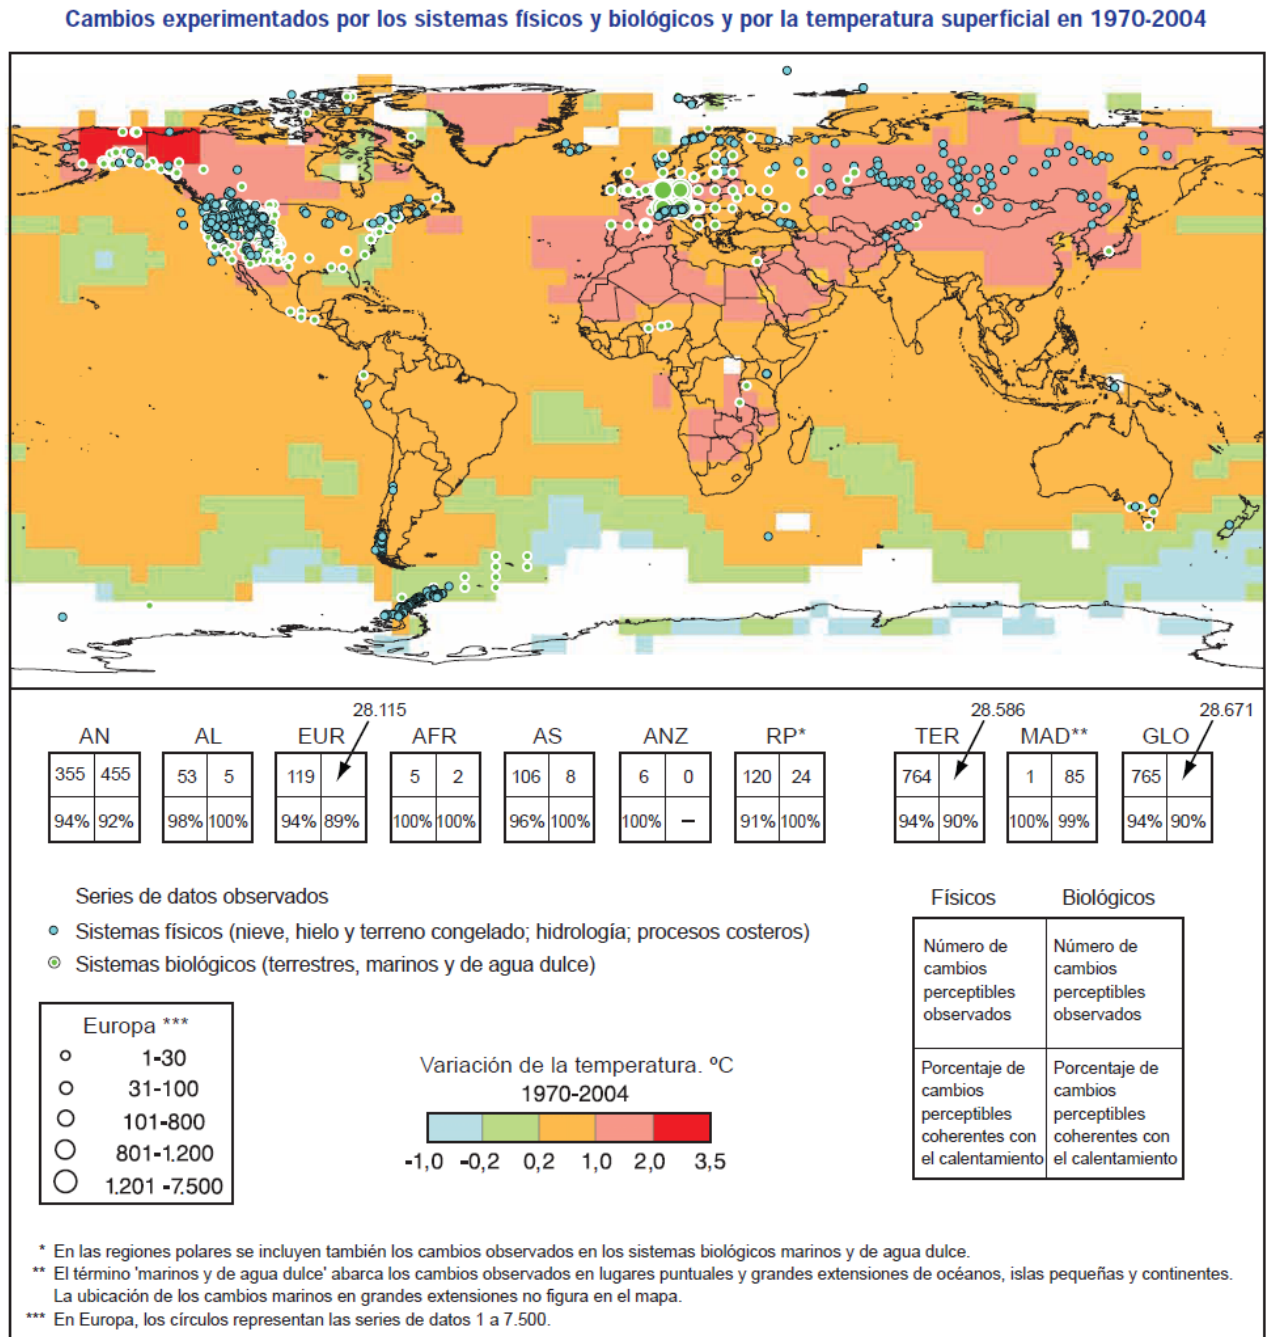 Cambios experimentados por los sistemas físicos y biológicos y por la temperatura superficial en 1970-2004
28.115
28.586
28.671
AN AL EUR AFR AS ANZ RP* TER MAD** GLO
355 455 53 5 119 5 2 106 8 6 0 120 24 764 1 85 765
94% 92% 98% 100% 94% 89% 100% 100% 96% 100% 100% – 91% 100% 94% 90% 100% 99% 94% 90%
Series de datos observados
Sistemas físicos (nieve, hielo y terreno congelado; hidrología; procesos costeros)
Sistemas biológicos (terrestres, marinos y de agua dulce)
Físicos Biológicos
Número de
cambios
perceptibles
observados
Número de
cambios
perceptibles
observados
Porcentaje de
cambios
perceptibles
coherentes con
el calentamiento
Porcentaje de
cambios
perceptibles
coherentes con
el calentamiento
Europa ***
1-30
31-100
101-800
801-1.200
1.201 -7.500
Variación de la temperatura. ºC
1970-2004
-1,0 -0,2 0,2 1,0 2,0 3,5
* En las regiones polares se incluyen también los cambios observados en los sistemas biológicos marinos y de agua dulce.
** El término 'marinos y de agua dulce' abarca los cambios observados en lugares puntuales y grandes extensiones de océanos, islas pequeñas y continentes.
La ubicación de los cambios marinos en grandes extensiones no figura en el mapa.
*** En Europa, los círculos representan las series de datos 1 a 7.500.